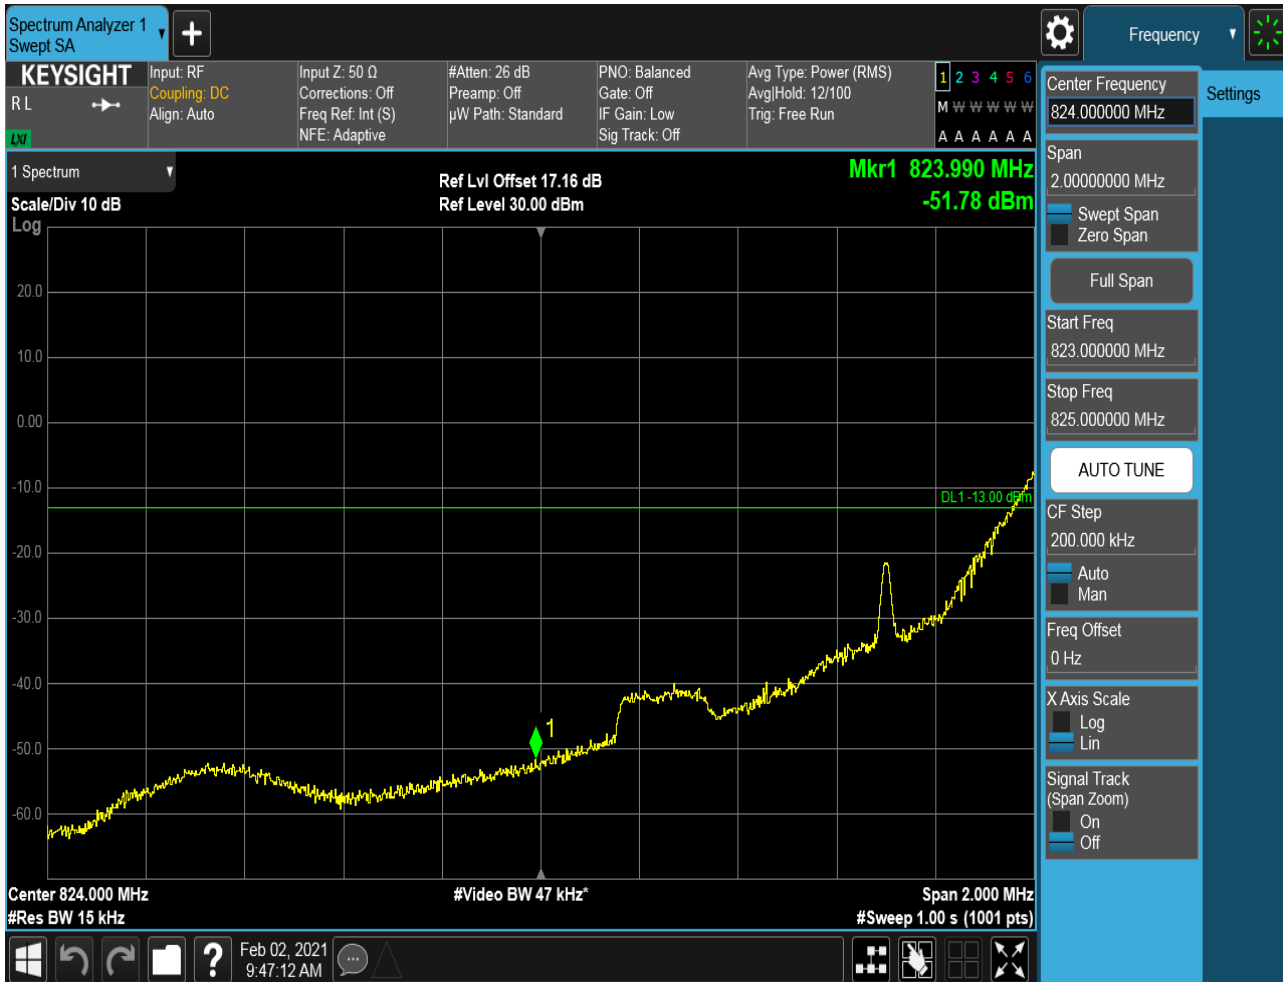 Spectrum Analyzer 1
Swept SA
+
Frequency
KEYSIGHT
R L
LXI
Input: RF
Coupling: DC
Align: Auto
Input Z: 50 Ω
Corrections: Off
Freq Ref: Int (S)
NFE: Adaptive
#Atten: 26 dB
Preamp: Off
µW Path: Standard
PNO: Balanced
Gate: Off
IF Gain: Low
Sig Track: Off
Avg Type: Power (RMS)
Avg|Hold: 12/100
Trig: Free Run
1 2 3 4 5 6
M W W W W W
A A A A A A
1 Spectrum
Scale/Div 10 dB
Log
Ref Lvl Offset 17.16 dB
Ref Level 30.00 dBm
Mkr1 823.990 MHz
-51.78 dBm
20.0
10.0
0.00
-10.0
-20.0
-30.0
-40.0
-50.0
-60.0
DL1 -13.00 dBm
1
Center 824.000 MHz
#Res BW 15 kHz
#Video BW 47 kHz*
Span 2.000 MHz
#Sweep 1.00 s (1001 pts)
Center Frequency
824.000000 MHz
Settings
Span
2.00000000 MHz
Swept Span
Zero Span
Full Span
Start Freq
823.000000 MHz
Stop Freq
825.000000 MHz
AUTO TUNE
CF Step
200.000 kHz
Auto
Man
Freq Offset
0 Hz
X Axis Scale
Log
Lin
Signal Track
(Span Zoom)
On
Off
?
Feb 02, 2021
9:47:12 AM